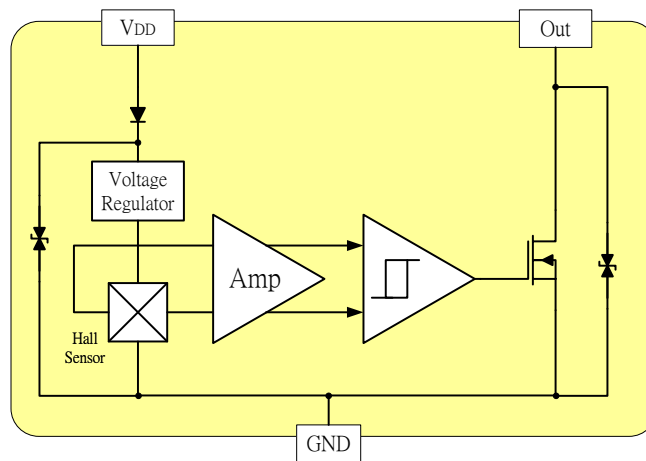 VDD
Out
Voltage
Regulator
Amp
Hall
Sensor
GND